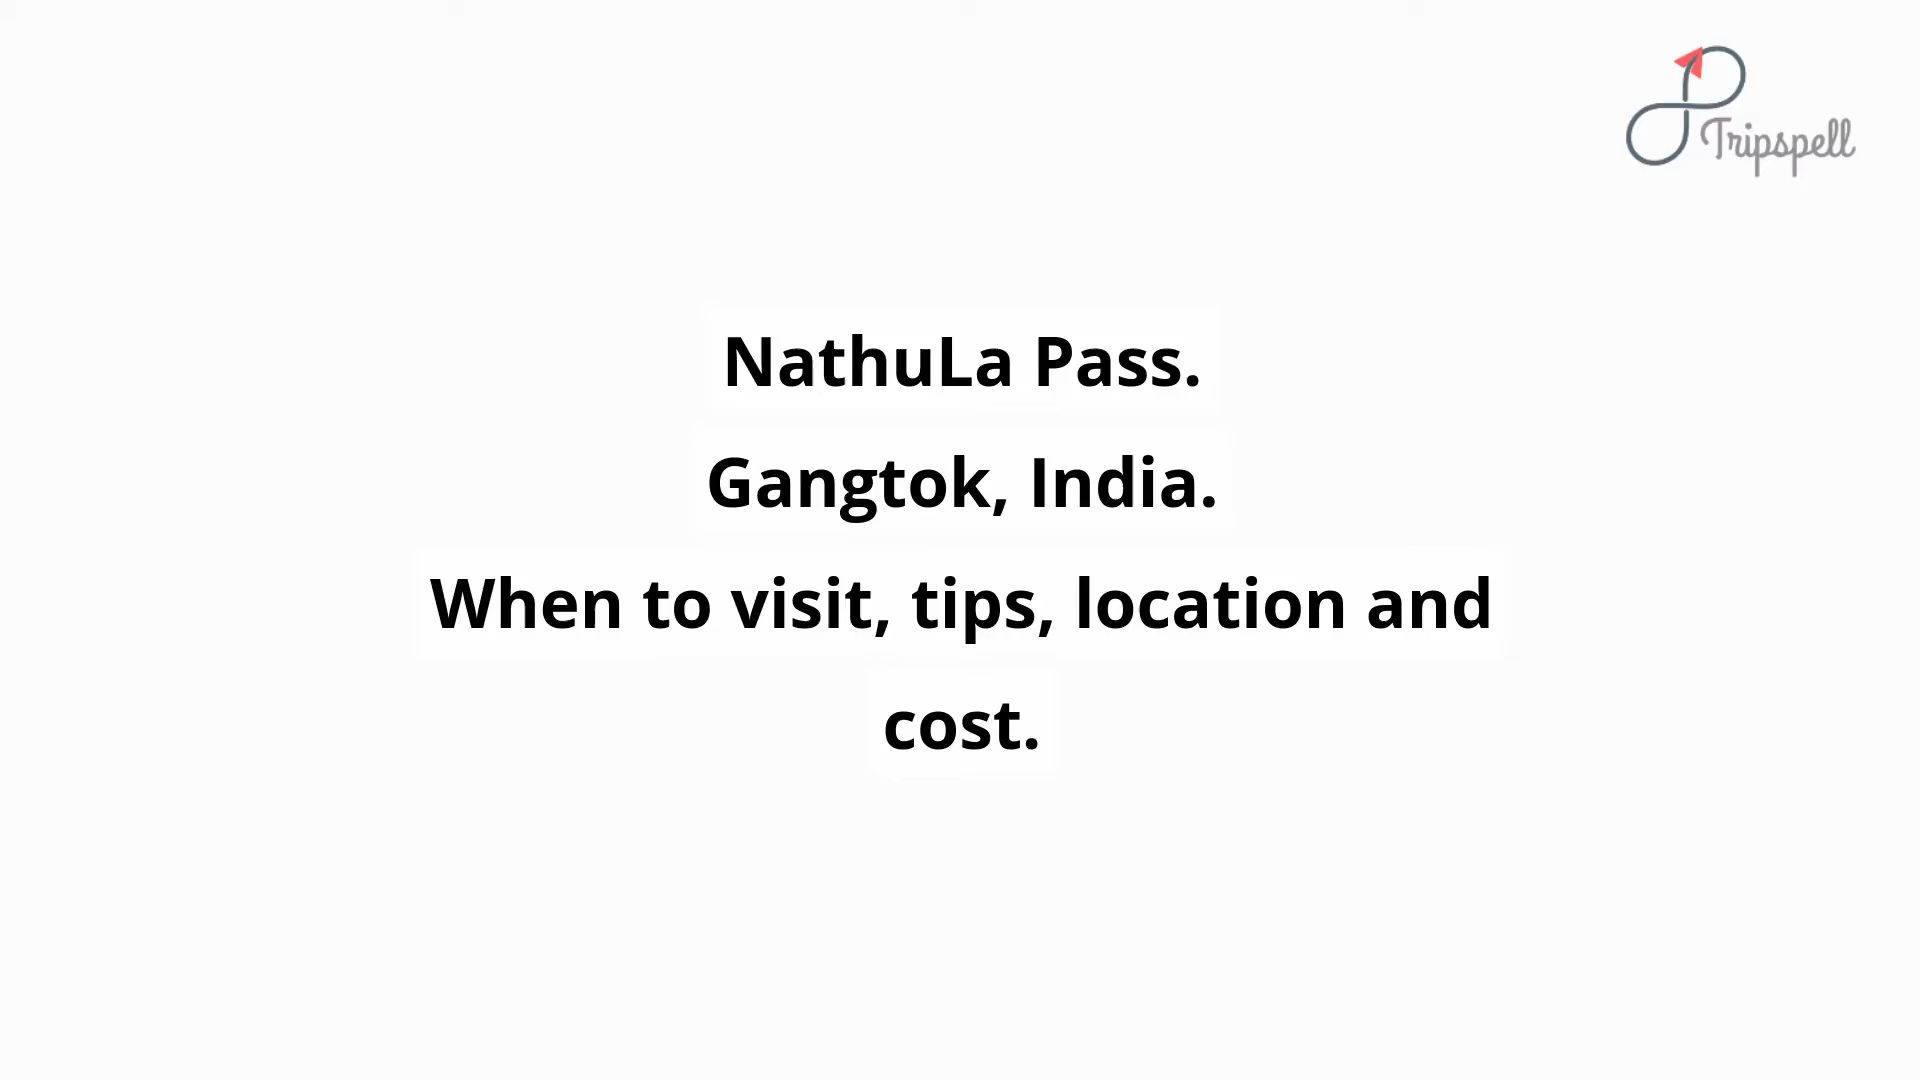 Tripspell
NathuLa Pass.
Gangtok, India.
When to visit, tips, location and
cost.